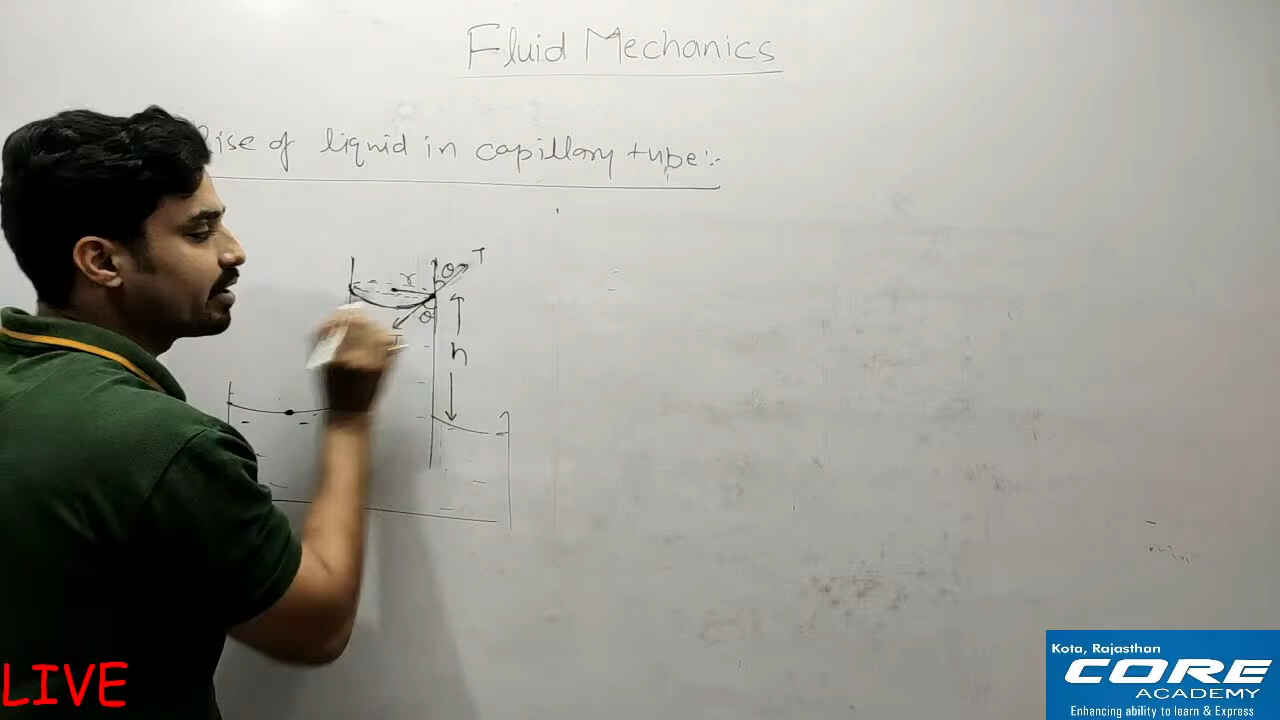 Fluid Mechanics
Rise of liquid in capillary tube :-
θ T
r
θ
T
h
LIVE
Kota, Rajasthan
CORE
ACADEMY
Enhancing ability to learn & Express